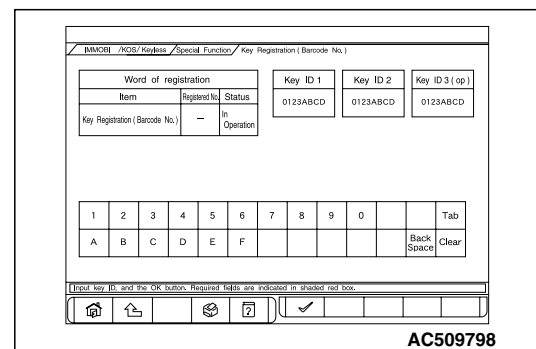 IMMOBI /KOS/ Keyless /Special Function/ Key Registration ( Barcode No. )
Word of registration
Item Registered No. Status
Key Registration ( Barcode No. ) – In Operation
Key ID 1 Key ID 2 Key ID 3 ( op )
0123ABCD 0123ABCD 0123ABCD
1 2 3 4 5 6 7 8 9 0 Tab
A B C D E F Back Space Clear
Input key ID, and the OK button. Required fields are indicated in shaded red box.
?
AC509798